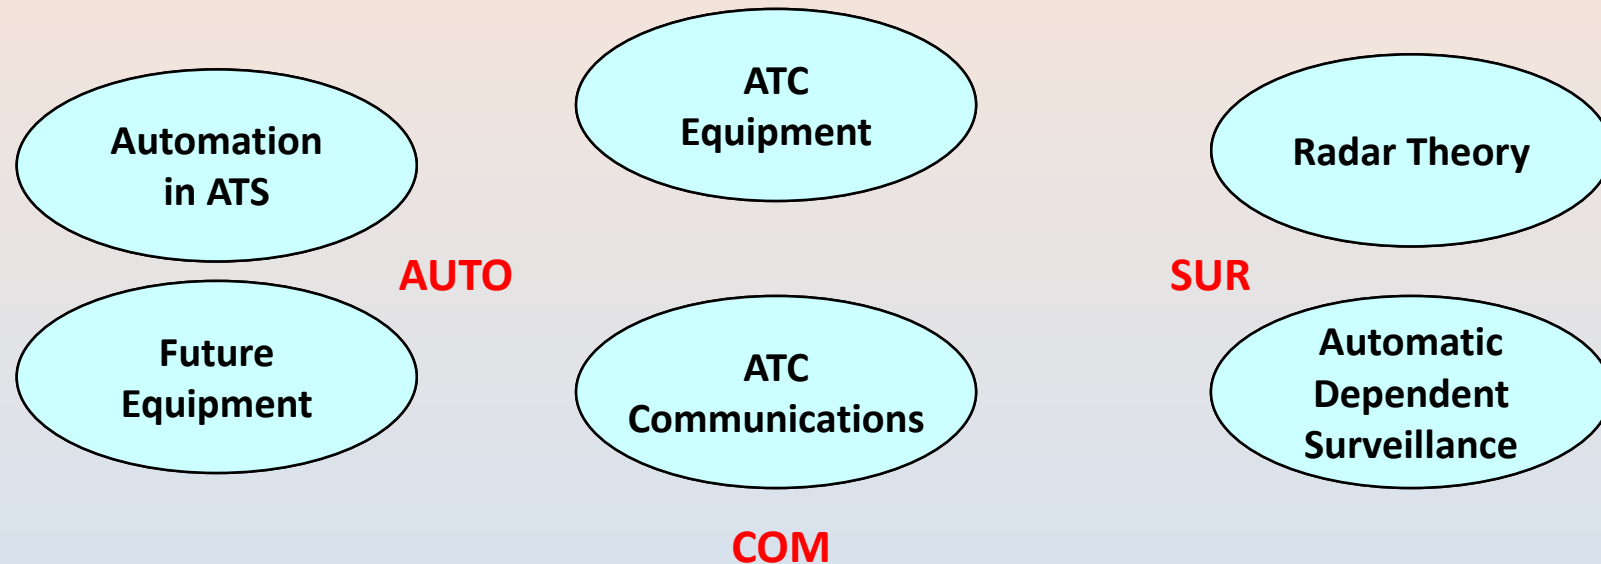 Automation
in ATS
ATC
Equipment
Radar Theory
AUTO
SUR
Future
Equipment
ATC
Communications
Automatic
Dependent
Surveillance
COM